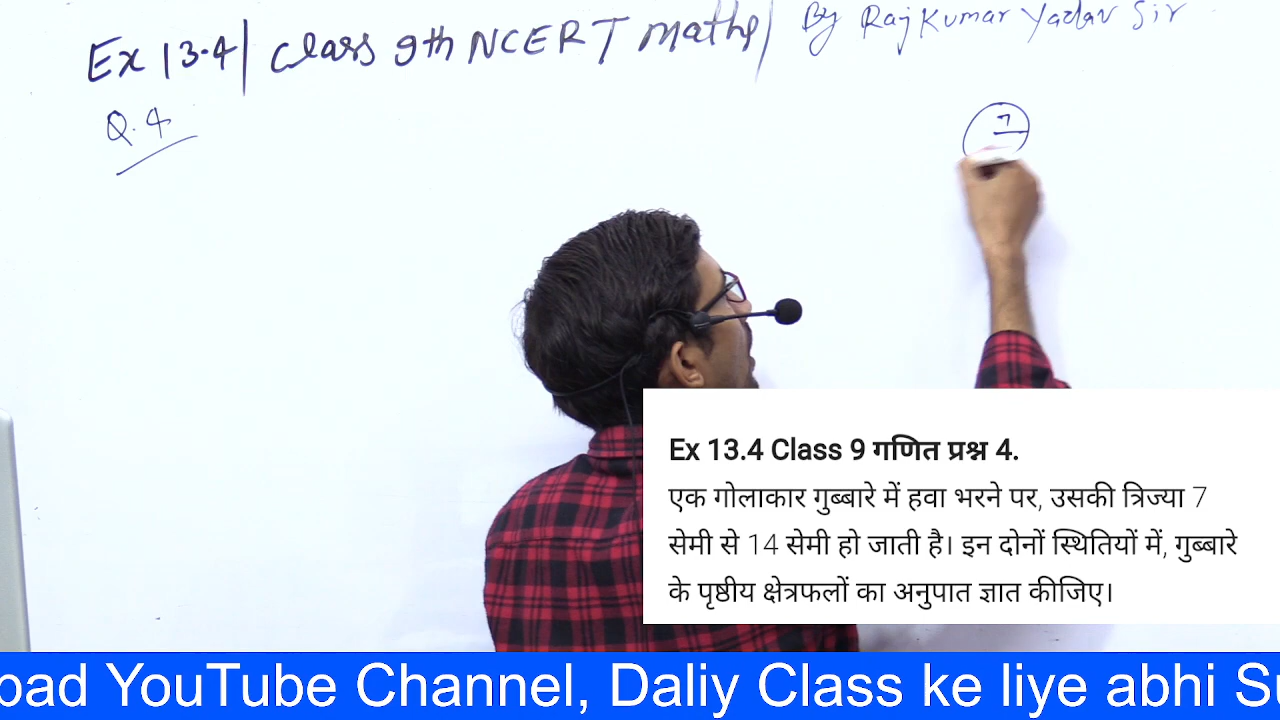 Ex 13.4 | Class 9th NCERT maths | By Raj Kumar Yadav Sir
Q.4
7
Ex 13.4 Class 9 गणित प्रश्न 4.
एक गोलाकार गुब्बारे में हवा भरने पर, उसकी त्रिज्या 7
सेमी से 14 सेमी हो जाती है। इन दोनों स्थितियों में, गुब्बारे
के पृष्ठीय क्षेत्रफलों का अनुपात ज्ञात कीजिए।
YouTube Channel, Daliy Class ke liye abhi